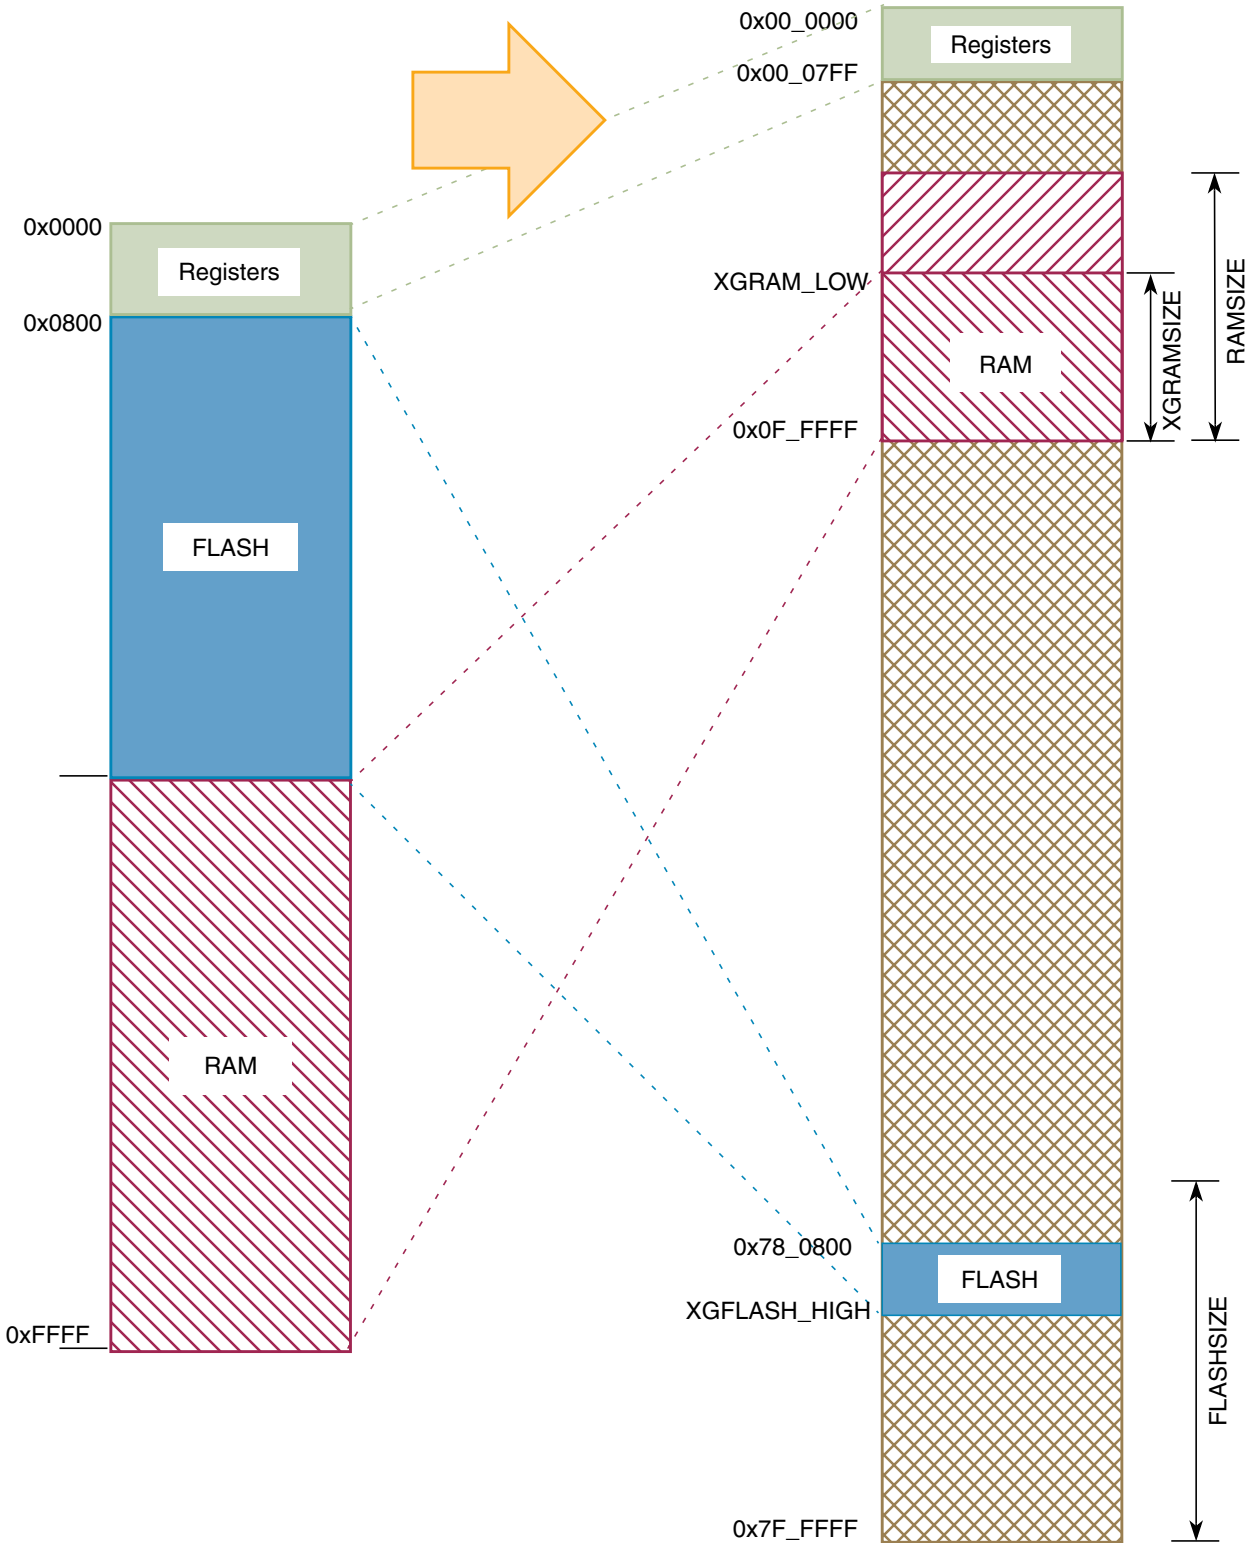 0x00_0000
Registers
0x00_07FF
0x0000
Registers
0x0800
XGRAM_LOW
RAM
XGRAMSIZE
RAMSIZE
0x0F_FFFF
FLASH
RAM
0x78_0800
FLASH
XGFLASH_HIGH
0xFFFF
FLASHSIZE
0x7F_FFFF